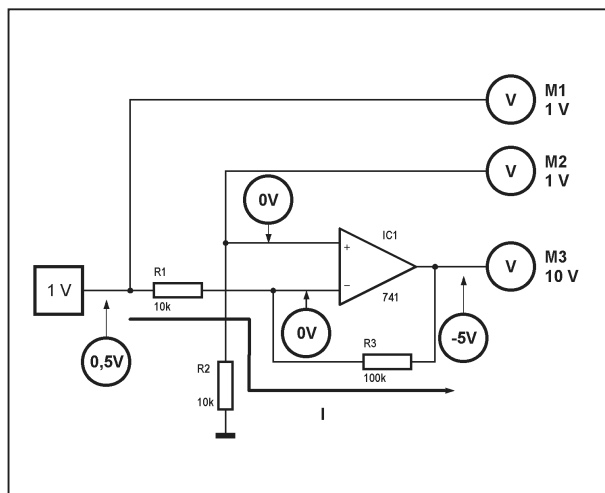 V
M1
1 V
V
M2
1 V
0V
IC1
+
V
M3
10 V
1 V
R1
10k
−
741
0,5V
0V
R3
100k
-5V
R2
10k
I